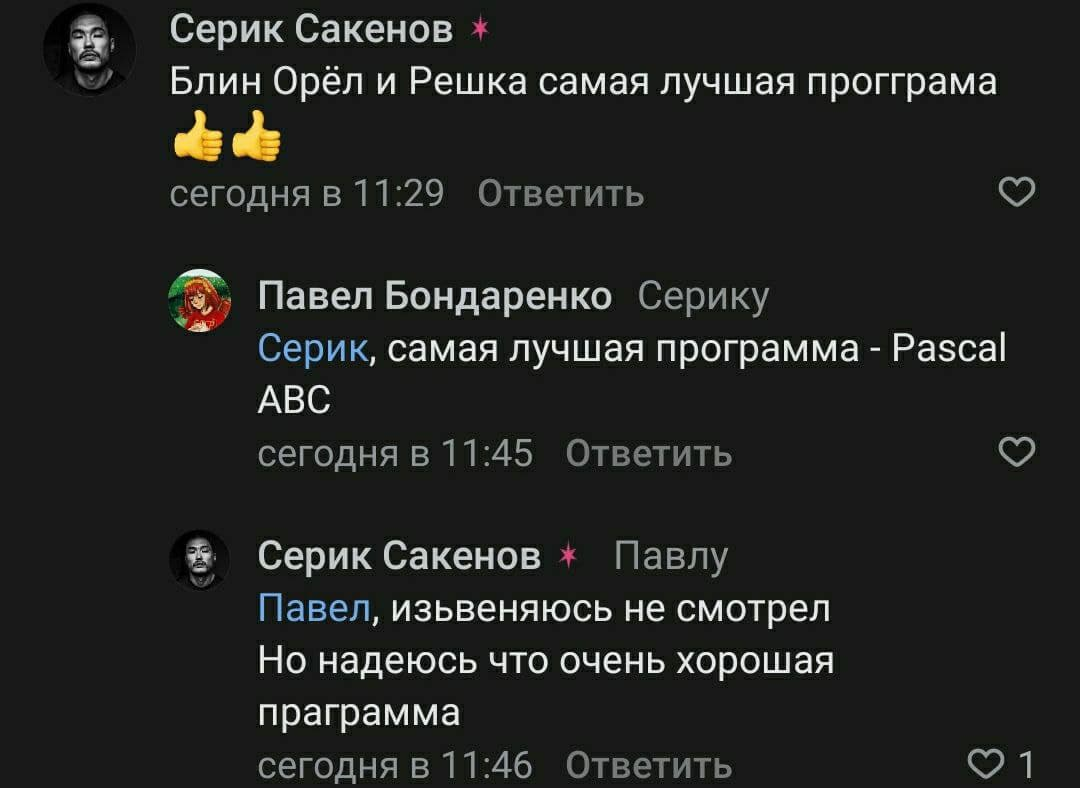 Серик Сакенов
Блин Орёл и Решка самая лучшая прогграма
👍👍
сегодня в 11:29 Ответить
Павел Бондаренко Серику
Серик, самая лучшая программа - Pascal
ABC
сегодня в 11:45 Ответить
Серик Сакенов Павлу
Павел, изьвеняюсь не смотрел
Но надеюсь что очень хорошая
праграмма
сегодня в 11:46 Ответить 1